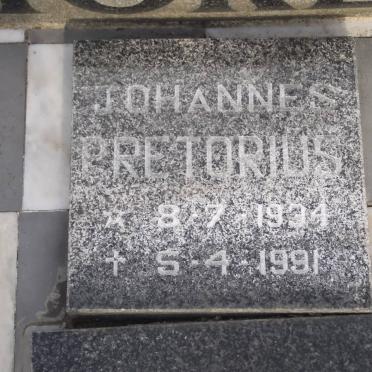 JOHANNES
PRETORIUS
☆ 8-7-1934
† 5-4-1991